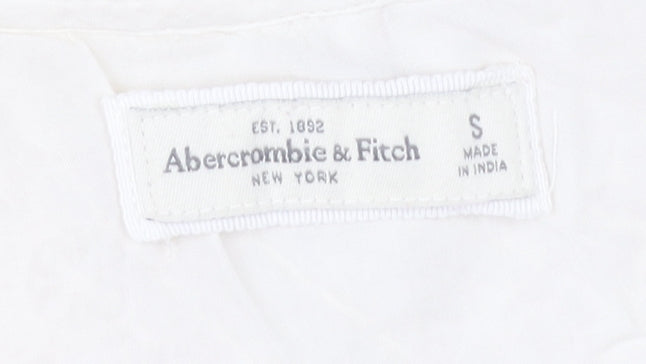 EST. 1892
Abercrombie & Fitch
NEW YORK
S
MADE
IN INDIA